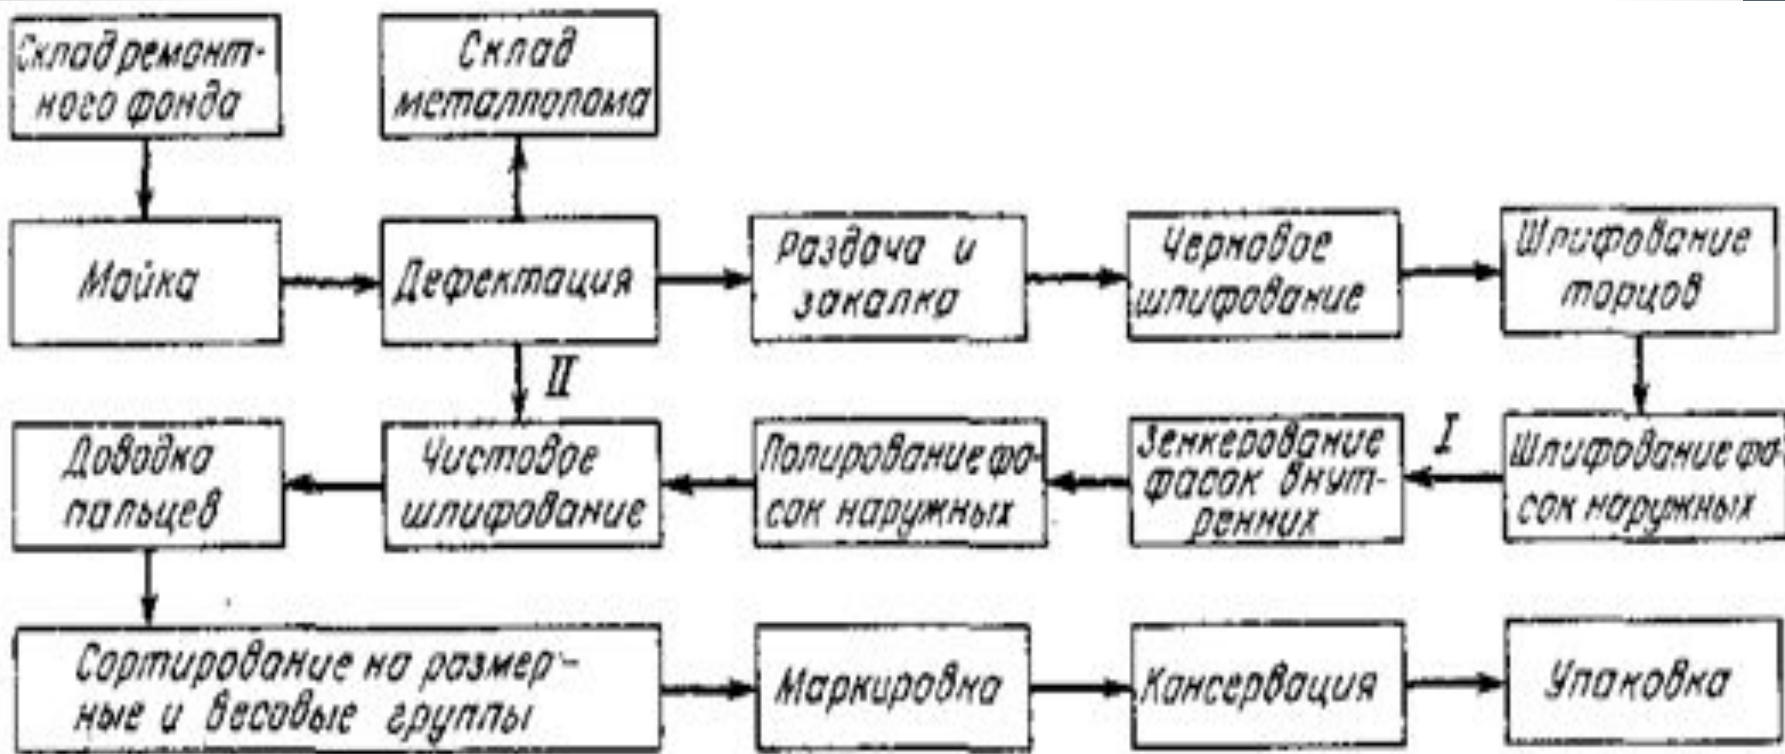 Склад ремонт-
ного фонда
Склад
металлолома
Мойка
Дефектация
Раздача и
закалка
Черновое
шлифование
Шлифование
торцов
II
I
Доводка
пальцев
Чистовое
шлифование
Полирование фа-
сок наружных
Зенкерование
фасок внут-
ренних
Шлифование фа-
сок наружных
Сортирование на размер-
ные и весовые группы
Маркировка
Консервация
Упаковка